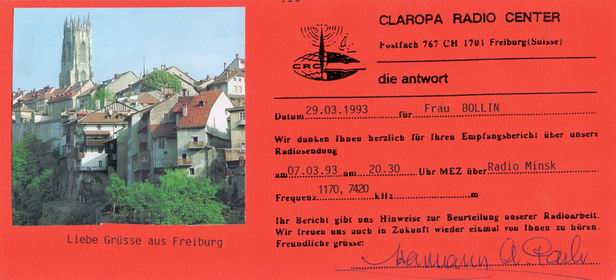 CLAROPA RADIO CENTER
Postfach 767 CH 1701 Freiburg(Suisse)
CRC
die antwort
Datum 29.03.1993 für Frau BOLLIN
Wir danken Ihnen herzlich für Ihren Empfangsbericht über unsere
Radiosendung
am 07.03.93 um 20.30 Uhr MEZ über Radio Minsk
Frequenz 1170, 7420 kHz m
Ihr Bericht gibt uns Hinweise zur Beurteilung unserer Radioarbeit.
Wir freuen uns auch in Zukunft wieder einmal von Ihnen zu hören.
Freundliche grüsse:
Liebe Grüsse aus Freiburg